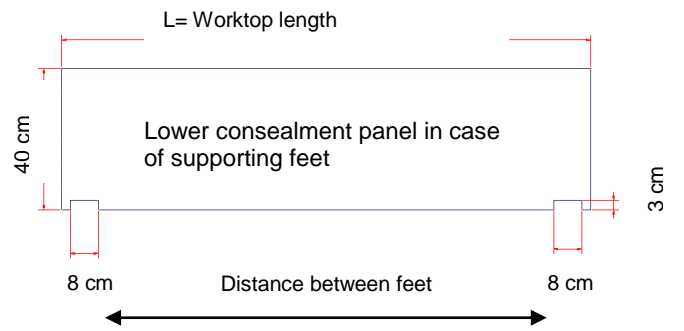 L= Worktop length
40 cm
Lower consealment panel in case
of supporting feet
3 cm
8 cm
Distance between feet
8 cm